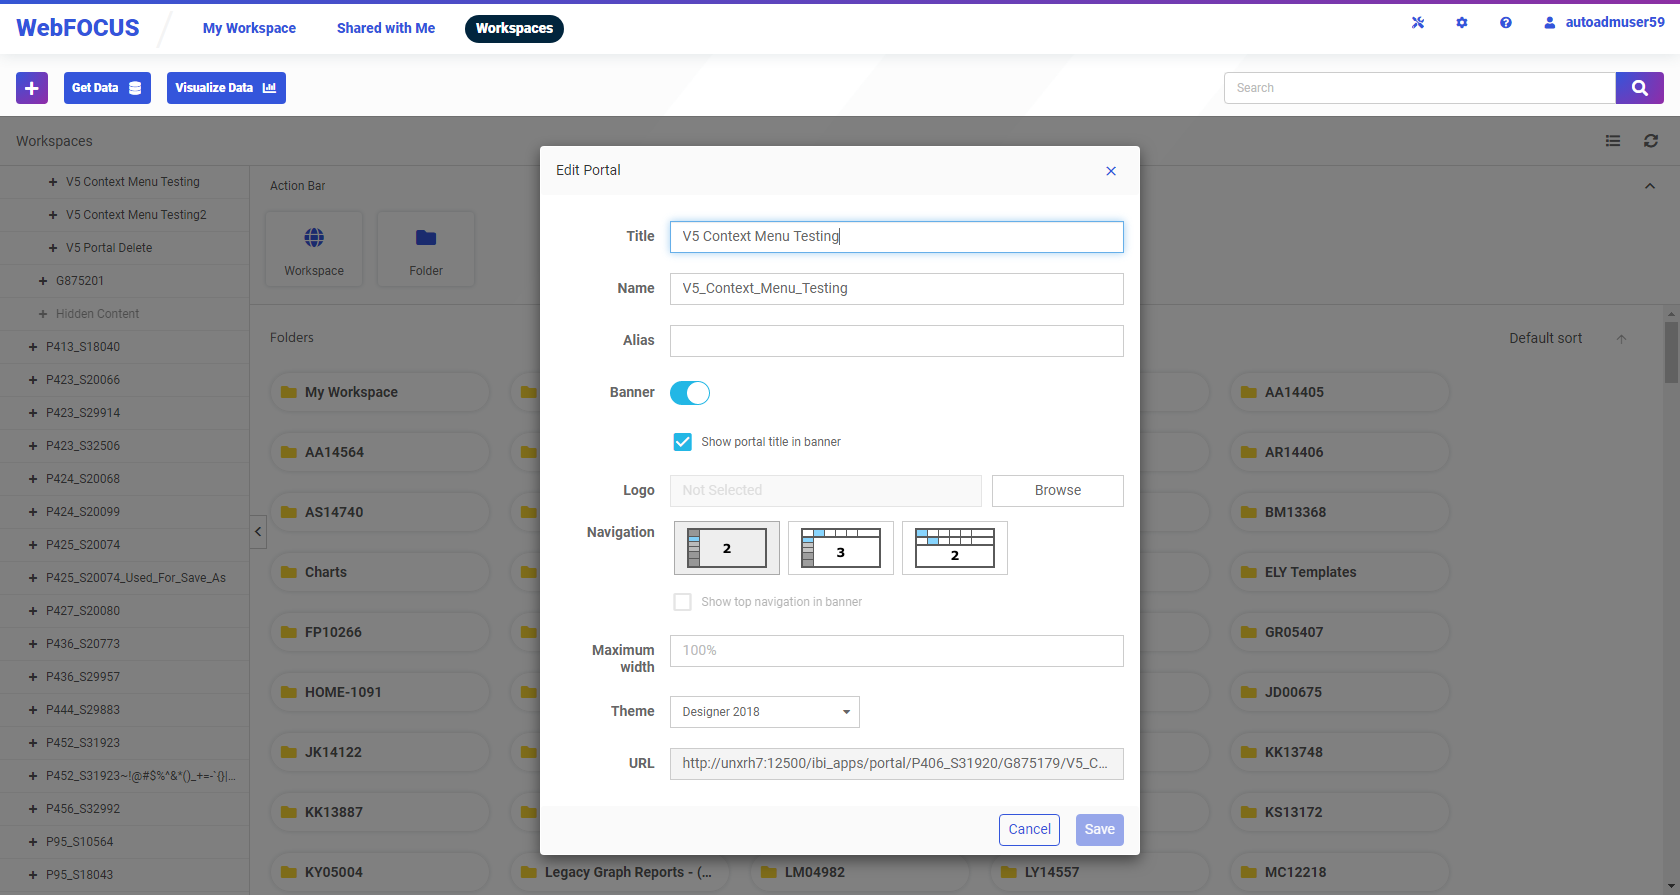 WebFOCUS
My Workspace
Shared with Me
Workspaces
autoadmuser59
Get Data
Visualize Data
Search
Workspaces
V5 Context Menu Testing
V5 Context Menu Testing2
V5 Portal Delete
G875201
Hidden Content
P413_S18040
P423_S20066
P423_S29914
P423_S32506
P424_S20068
P424_S20099
P425_S20074
P425_S20074_Used_For_Save_As
P427_S20080
P436_S20773
P436_S29957
P444_S29883
P452_S31923
P452_S31923~!@#$%^&*()_+=-`{}|...
P456_S32992
P95_S10564
P95_S18043
Action Bar
Workspace
Folder
Folders
Default sort
My Workspace
AA14405
AA14564
AR14406
AS14740
BM13368
Charts
ELY Templates
FP10266
GR05407
HOME-1091
JD00675
JK14122
KK13748
KK13887
KS13172
KY05004
Legacy Graph Reports - (...
LM04982
LY14557
MC12218
Edit Portal
Title
V5 Context Menu Testing
Name
V5_Context_Menu_Testing
Alias
Banner
Show portal title in banner
Logo
Not Selected
Browse
Navigation
2
3
2
Show top navigation in banner
Maximum
width
100%
Theme
Designer 2018
URL
http://unxrh7:12500/ibi_apps/portal/P406_S31920/G875179/V5_C...
Cancel
Save